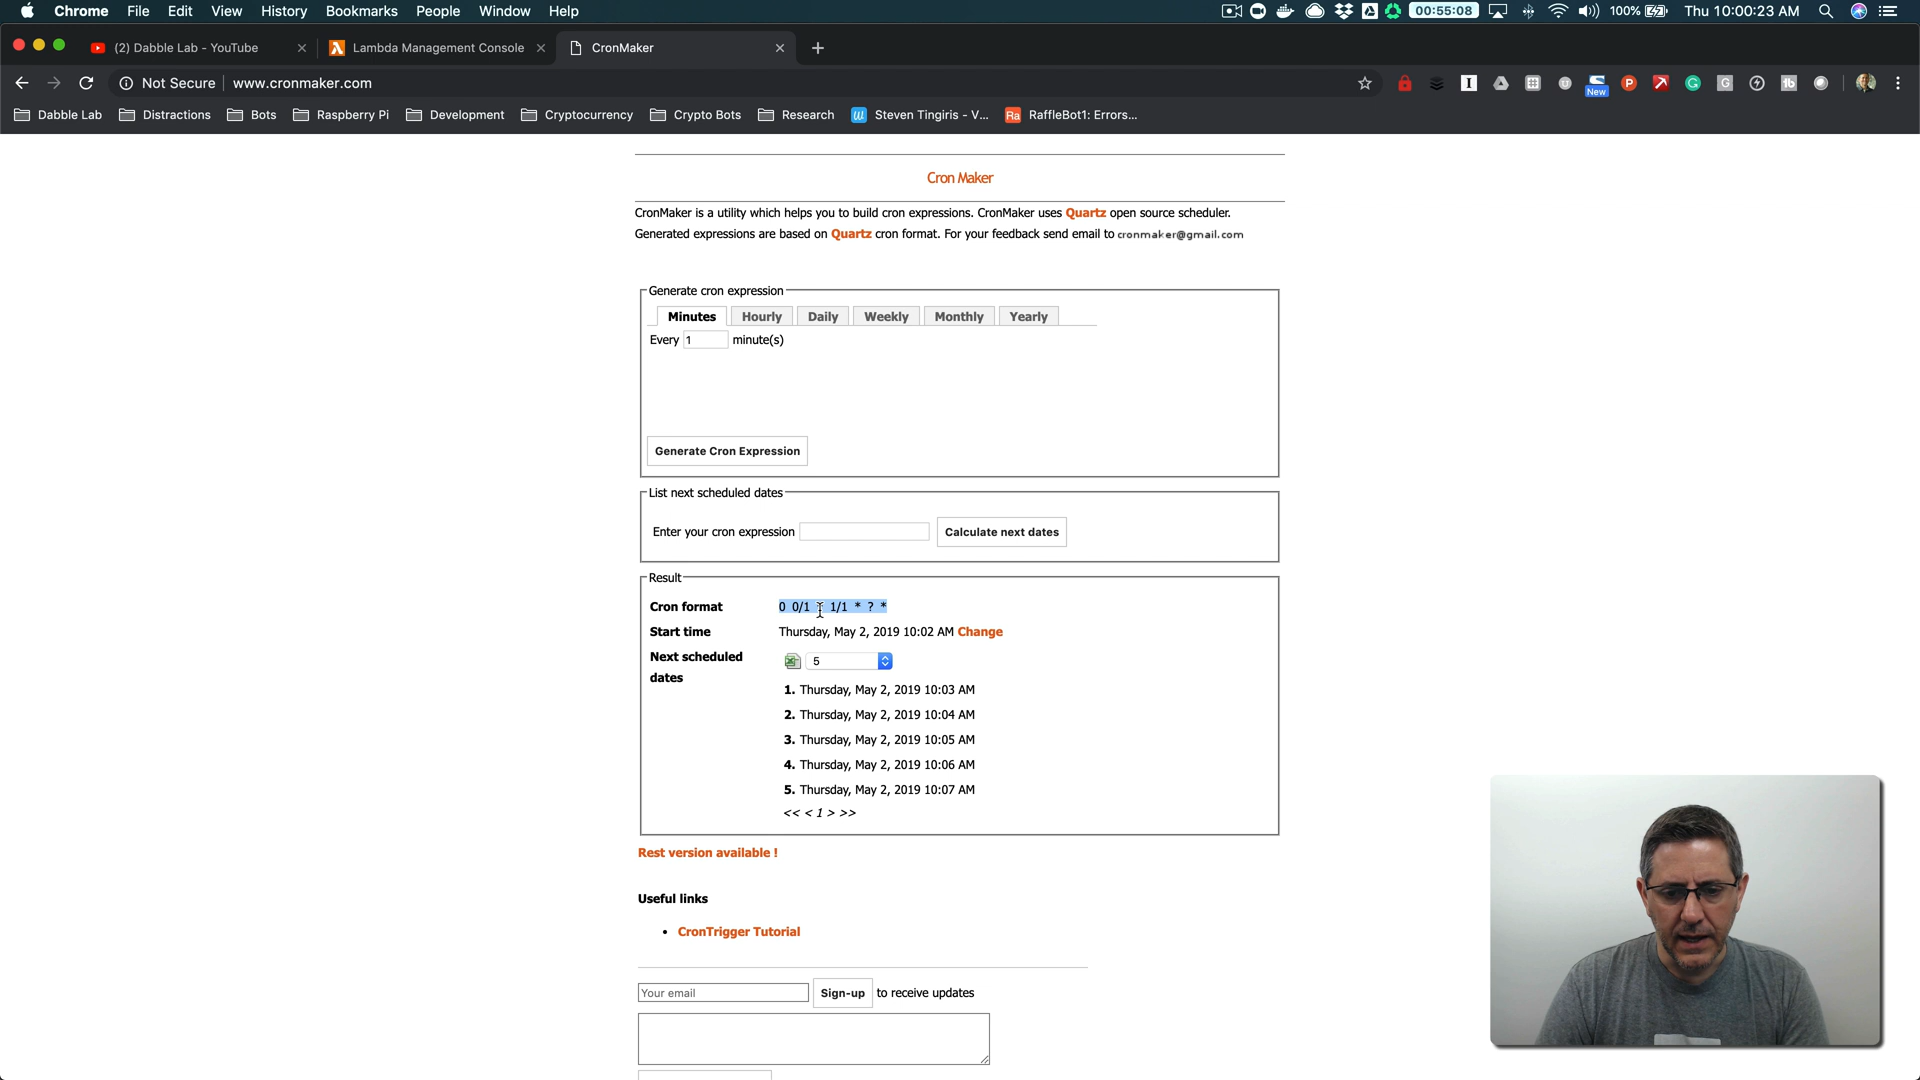 Chrome File Edit View History Bookmarks People Window Help 00:55:08 100% Thu 10:00:23 AM
(2) Dabble Lab - YouTube Lambda Management Console CronMaker
Not Secure www.cronmaker.com New
Dabble Lab Distractions Bots Raspberry Pi Development Cryptocurrency Crypto Bots Research Steven Tingiris - V... RaffleBot1: Errors...
Cron Maker
CronMaker is a utility which helps you to build cron expressions. CronMaker uses Quartz open source scheduler.
Generated expressions are based on Quartz cron format. For your feedback send email to cronmaker@gmail.com
Generate cron expression
Minutes Hourly Daily Weekly Monthly Yearly
Every 1 minute(s)
Generate Cron Expression
List next scheduled dates
Enter your cron expression Calculate next dates
Result
Cron format 0 0/1 * 1/1 * ? *
Start time Thursday, May 2, 2019 10:02 AM Change
Next scheduled dates 5
1. Thursday, May 2, 2019 10:03 AM
2. Thursday, May 2, 2019 10:04 AM
3. Thursday, May 2, 2019 10:05 AM
4. Thursday, May 2, 2019 10:06 AM
5. Thursday, May 2, 2019 10:07 AM
<< < 1 > >>
Rest version available !
Useful links
• CronTrigger Tutorial
Your email Sign-up to receive updates